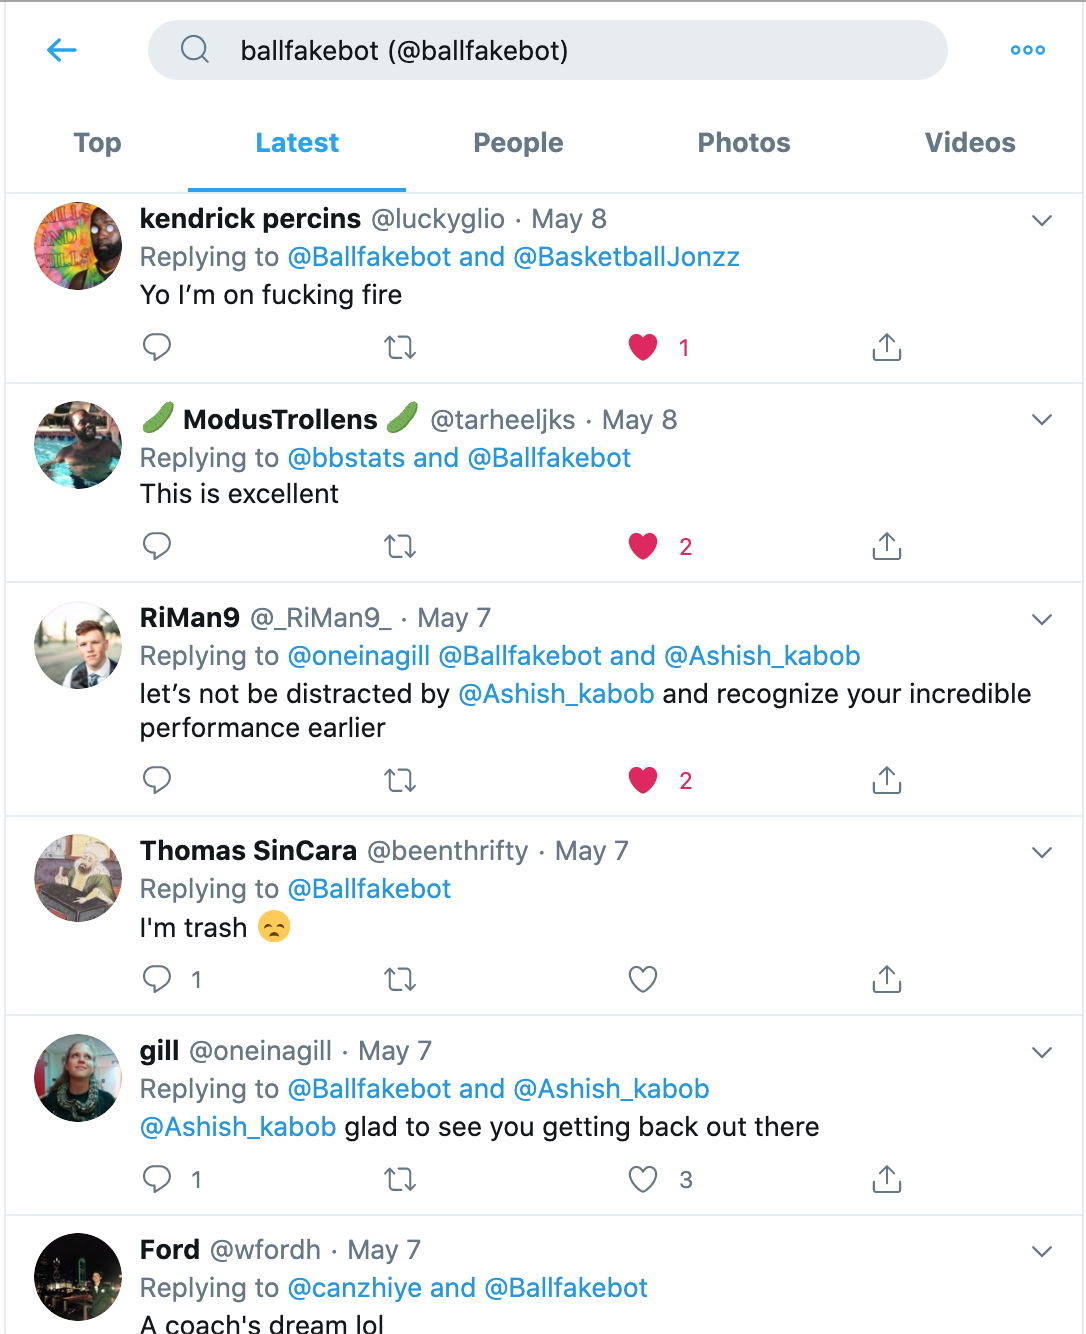 ballfakebot (@ballfakebot)
Top Latest People Photos Videos
kendrick percins @luckyglio · May 8
Replying to @Ballfakebot and @BasketballJonzz
Yo I’m on fucking fire
1
🥒 ModusTrollens 🥒 @tarheeljks · May 8
Replying to @bbstats and @Ballfakebot
This is excellent
2
RiMan9 @_RiMan9_ · May 7
Replying to @oneinagill @Ballfakebot and @Ashish_kabob
let’s not be distracted by @Ashish_kabob and recognize your incredible
performance earlier
2
Thomas SinCara @beenthrifty · May 7
Replying to @Ballfakebot
I'm trash 😞
1
gill @oneinagill · May 7
Replying to @Ballfakebot and @Ashish_kabob
@Ashish_kabob glad to see you getting back out there
1 3
Ford @wfordh · May 7
Replying to @canzhiye and @Ballfakebot
A coach's dream lol